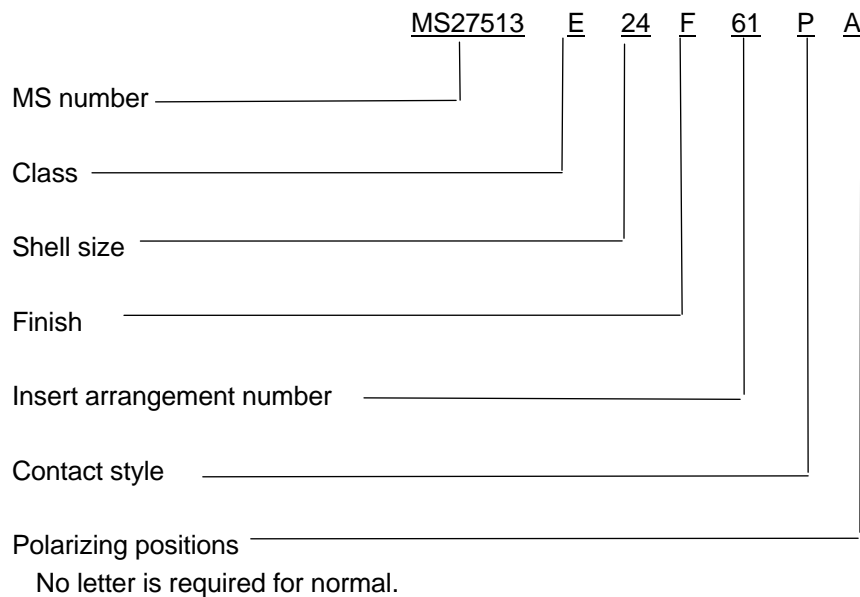 MS27513 E 24 F 61 P A
MS number
Class
Shell size
Finish
Insert arrangement number
Contact style
Polarizing positions
No letter is required for normal.